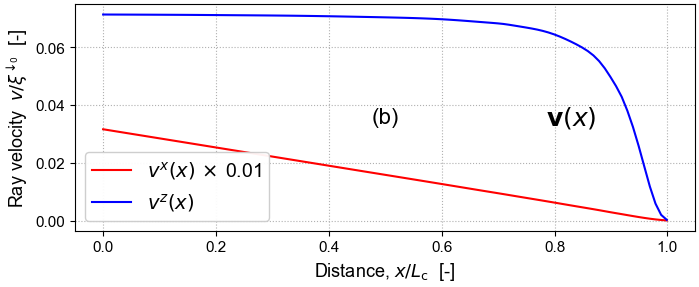 Ray velocity v/ξ^{↓₀} [-]
0.06
0.04
0.02
0.00
(b)
v(x)
vˣ(x) × 0.01
vᶻ(x)
0.0 0.2 0.4 0.6 0.8 1.0
Distance, x/L_c [-]